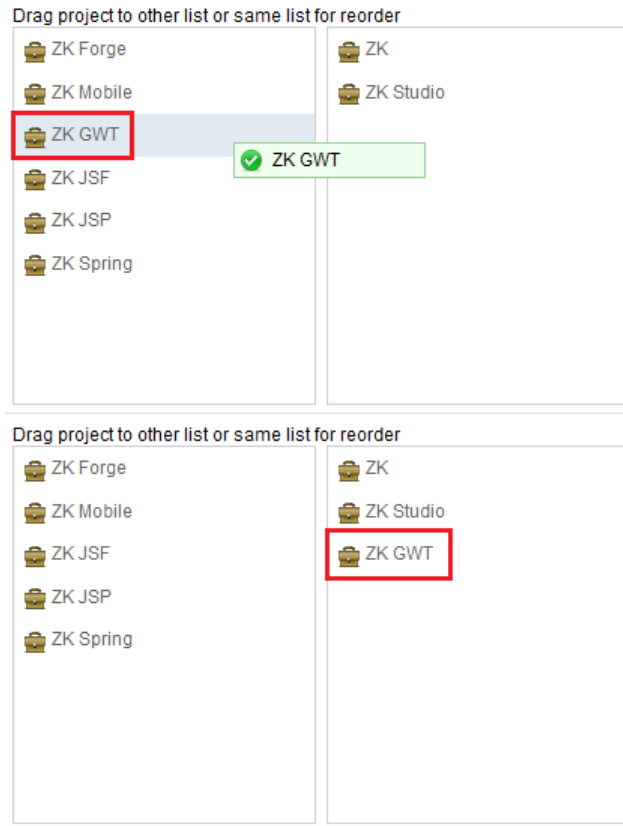 Drag project to other list or same list for reorder
ZK Forge
ZK Mobile
ZK GWT
ZK JSF
ZK JSP
ZK Spring
ZK
ZK Studio
ZK GWT
Drag project to other list or same list for reorder
ZK Forge
ZK Mobile
ZK JSF
ZK JSP
ZK Spring
ZK
ZK Studio
ZK GWT